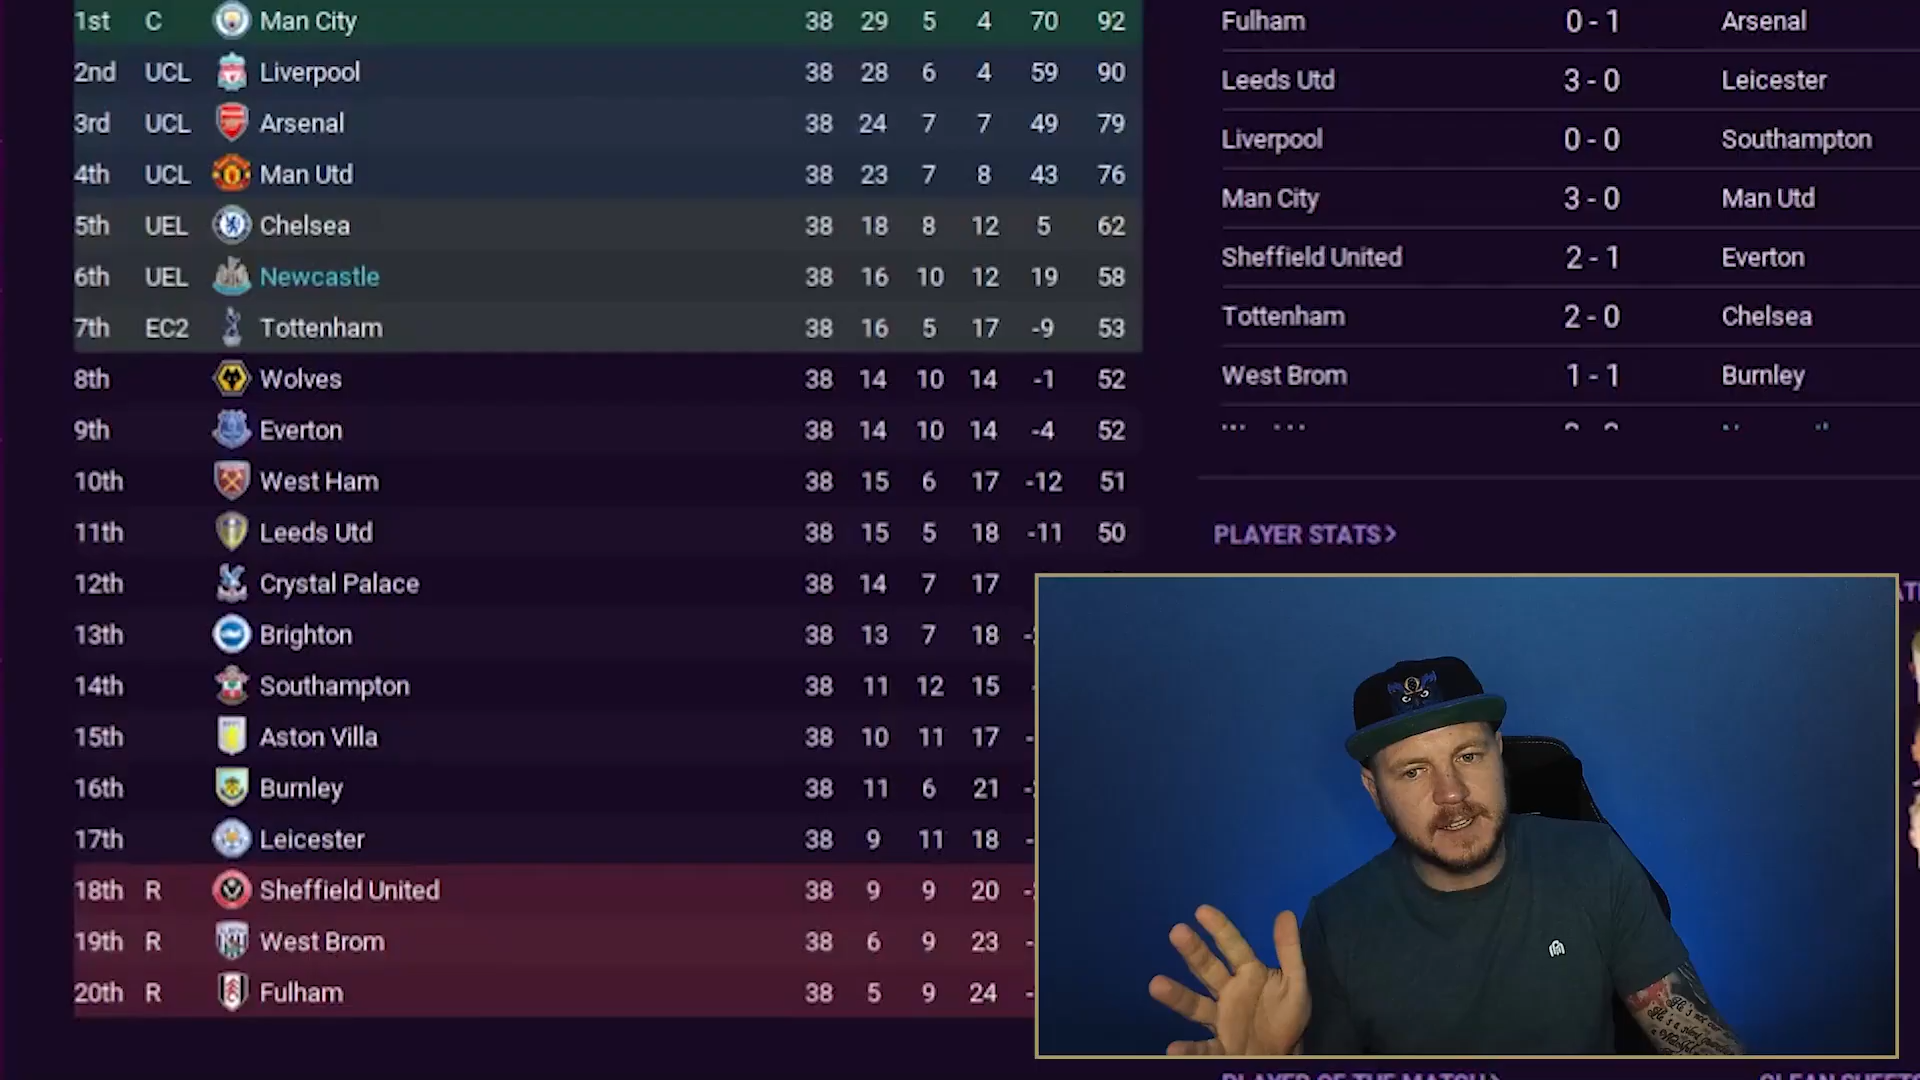 1st C Man City 38 29 5 4 70 92
2nd UCL Liverpool 38 28 6 4 59 90
3rd UCL Arsenal 38 24 7 7 49 79
4th UCL Man Utd 38 23 7 8 43 76
5th UEL Chelsea 38 18 8 12 5 62
6th UEL Newcastle 38 16 10 12 19 58
7th EC2 Tottenham 38 16 5 17 -9 53
8th Wolves 38 14 10 14 -1 52
9th Everton 38 14 10 14 -4 52
10th West Ham 38 15 6 17 -12 51
11th Leeds Utd 38 15 5 18 -11 50
12th Crystal Palace 38 14 7 17
13th Brighton 38 13 7 18
14th Southampton 38 11 12 15
15th Aston Villa 38 10 11 17
16th Burnley 38 11 6 21
17th Leicester 38 9 11 18
18th R Sheffield United 38 9 9 20
19th R West Brom 38 6 9 23
20th R Fulham 38 5 9 24
Fulham 0 - 1 Arsenal
Leeds Utd 3 - 0 Leicester
Liverpool 0 - 0 Southampton
Man City 3 - 0 Man Utd
Sheffield United 2 - 1 Everton
Tottenham 2 - 0 Chelsea
West Brom 1 - 1 Burnley
PLAYER STATS>
PLAYER OF THE MATCH>